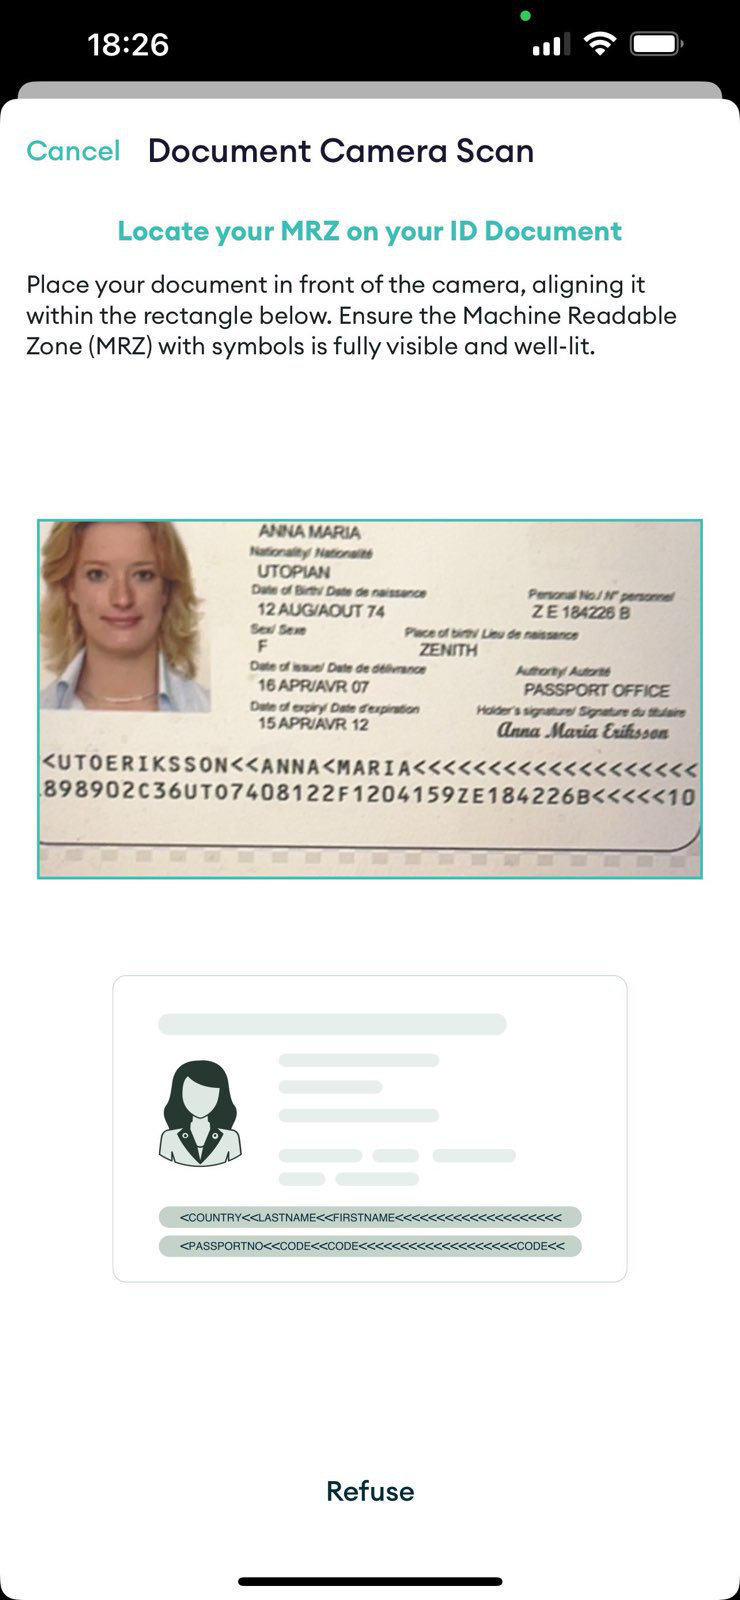 18:26
Cancel Document Camera Scan
Locate your MRZ on your ID Document
Place your document in front of the camera, aligning it
within the rectangle below. Ensure the Machine Readable
Zone (MRZ) with symbols is fully visible and well-lit.
ANNA MARIA
Nationality/ Nationalité
UTOPIAN
Date of Birth/ Date de naissance Personal No./ N° personnel
12 AUG/AOUT 74 Z E 184226 B
Sex/ Sexe Place of birth/ Lieu de naissance
F ZENITH
Date of issue/ Date de délivrance Authority/ Autorité
16 APR/AVR 07 PASSPORT OFFICE
Date of expiry/ Date d'expiration Holder's signature/ Signature du titulaire
15 APR/AVR 12 Anna Maria Eriksson
<UTOERIKSSON<<ANNA<MARIA<<<<<<<<<<<<<<<<<<<
898902C36UTO7408122F1204159ZE184226B<<<<<10
<COUNTRY<<LASTNAME<<FIRSTNAME<<<<<<<<<<<<<<<<<<<<
<PASSPORTNO<<CODE<<CODE<<<<<<<<<<<<<<<<<<<CODE<<
Refuse